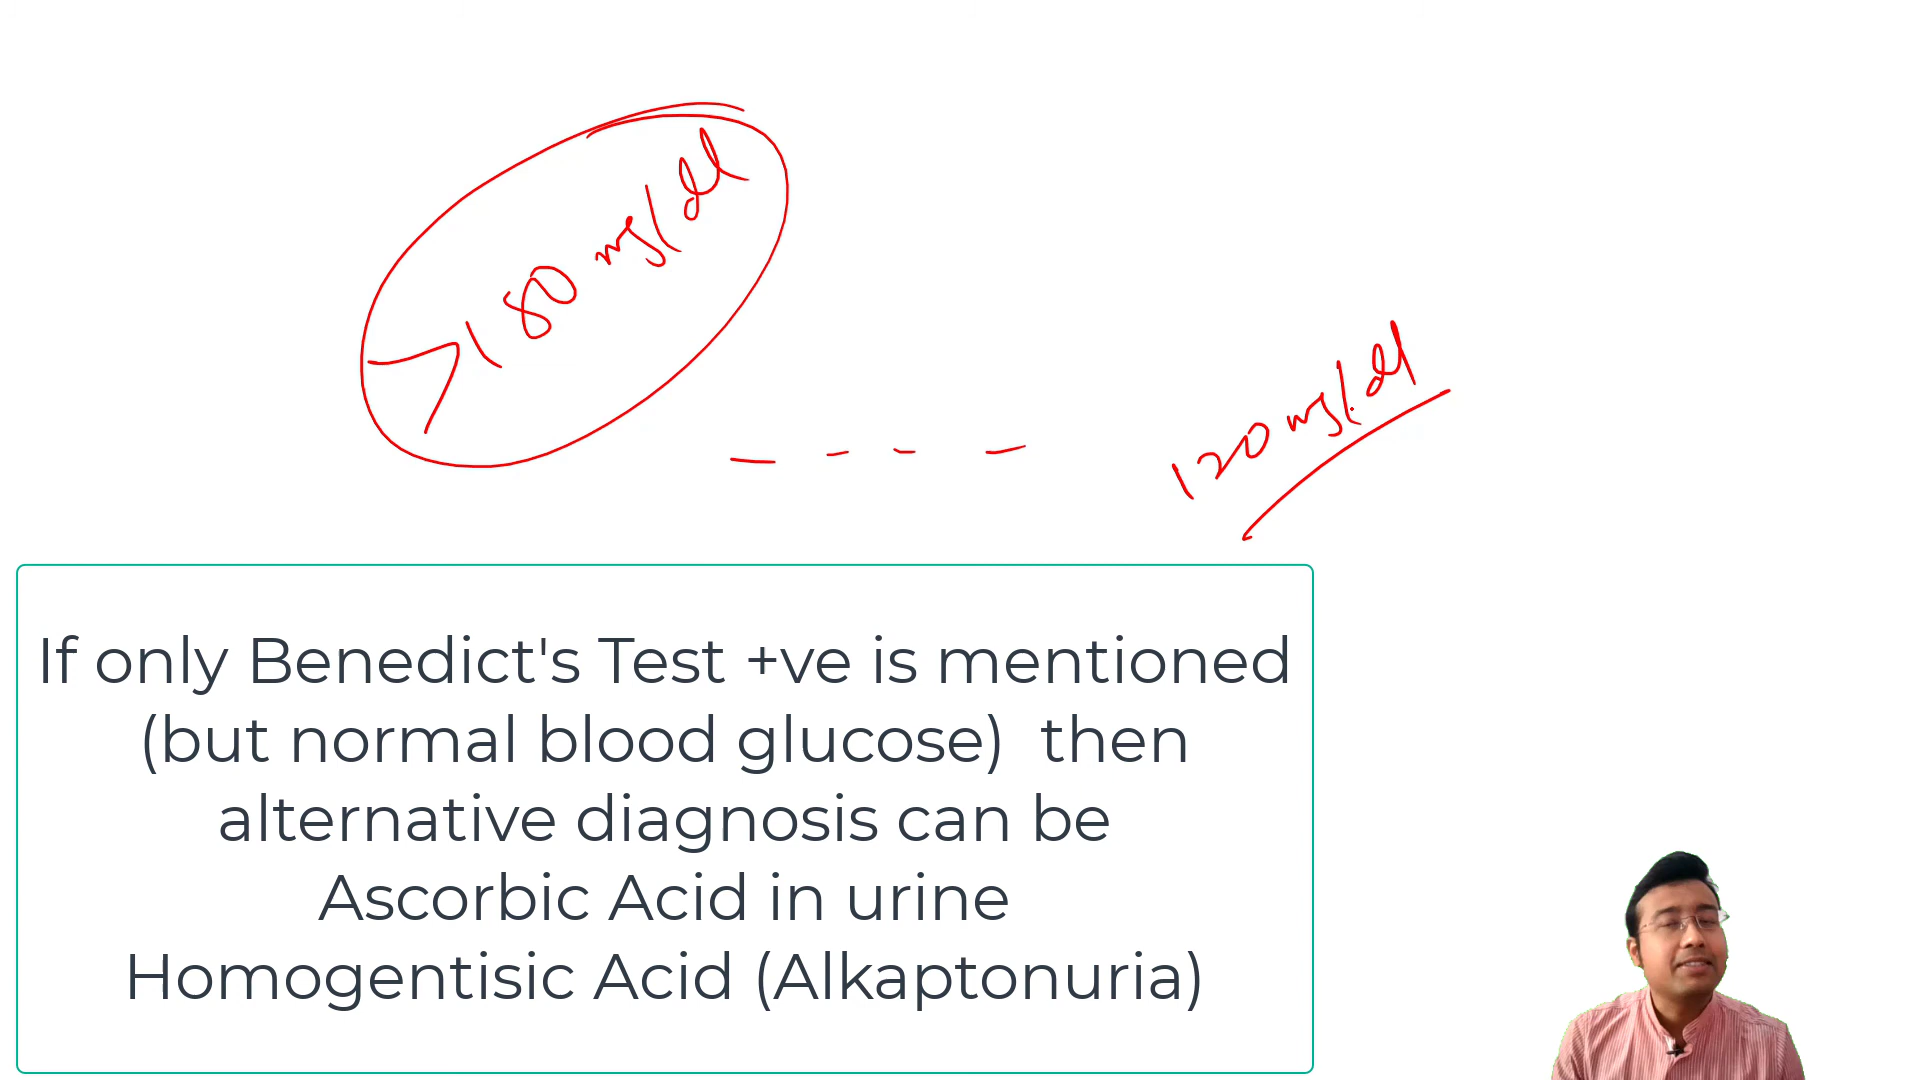 >180 mg/dl
120 mg/dl
If only Benedict's Test +ve is mentioned
(but normal blood glucose) then
alternative diagnosis can be
Ascorbic Acid in urine
Homogentisic Acid (Alkaptonuria)